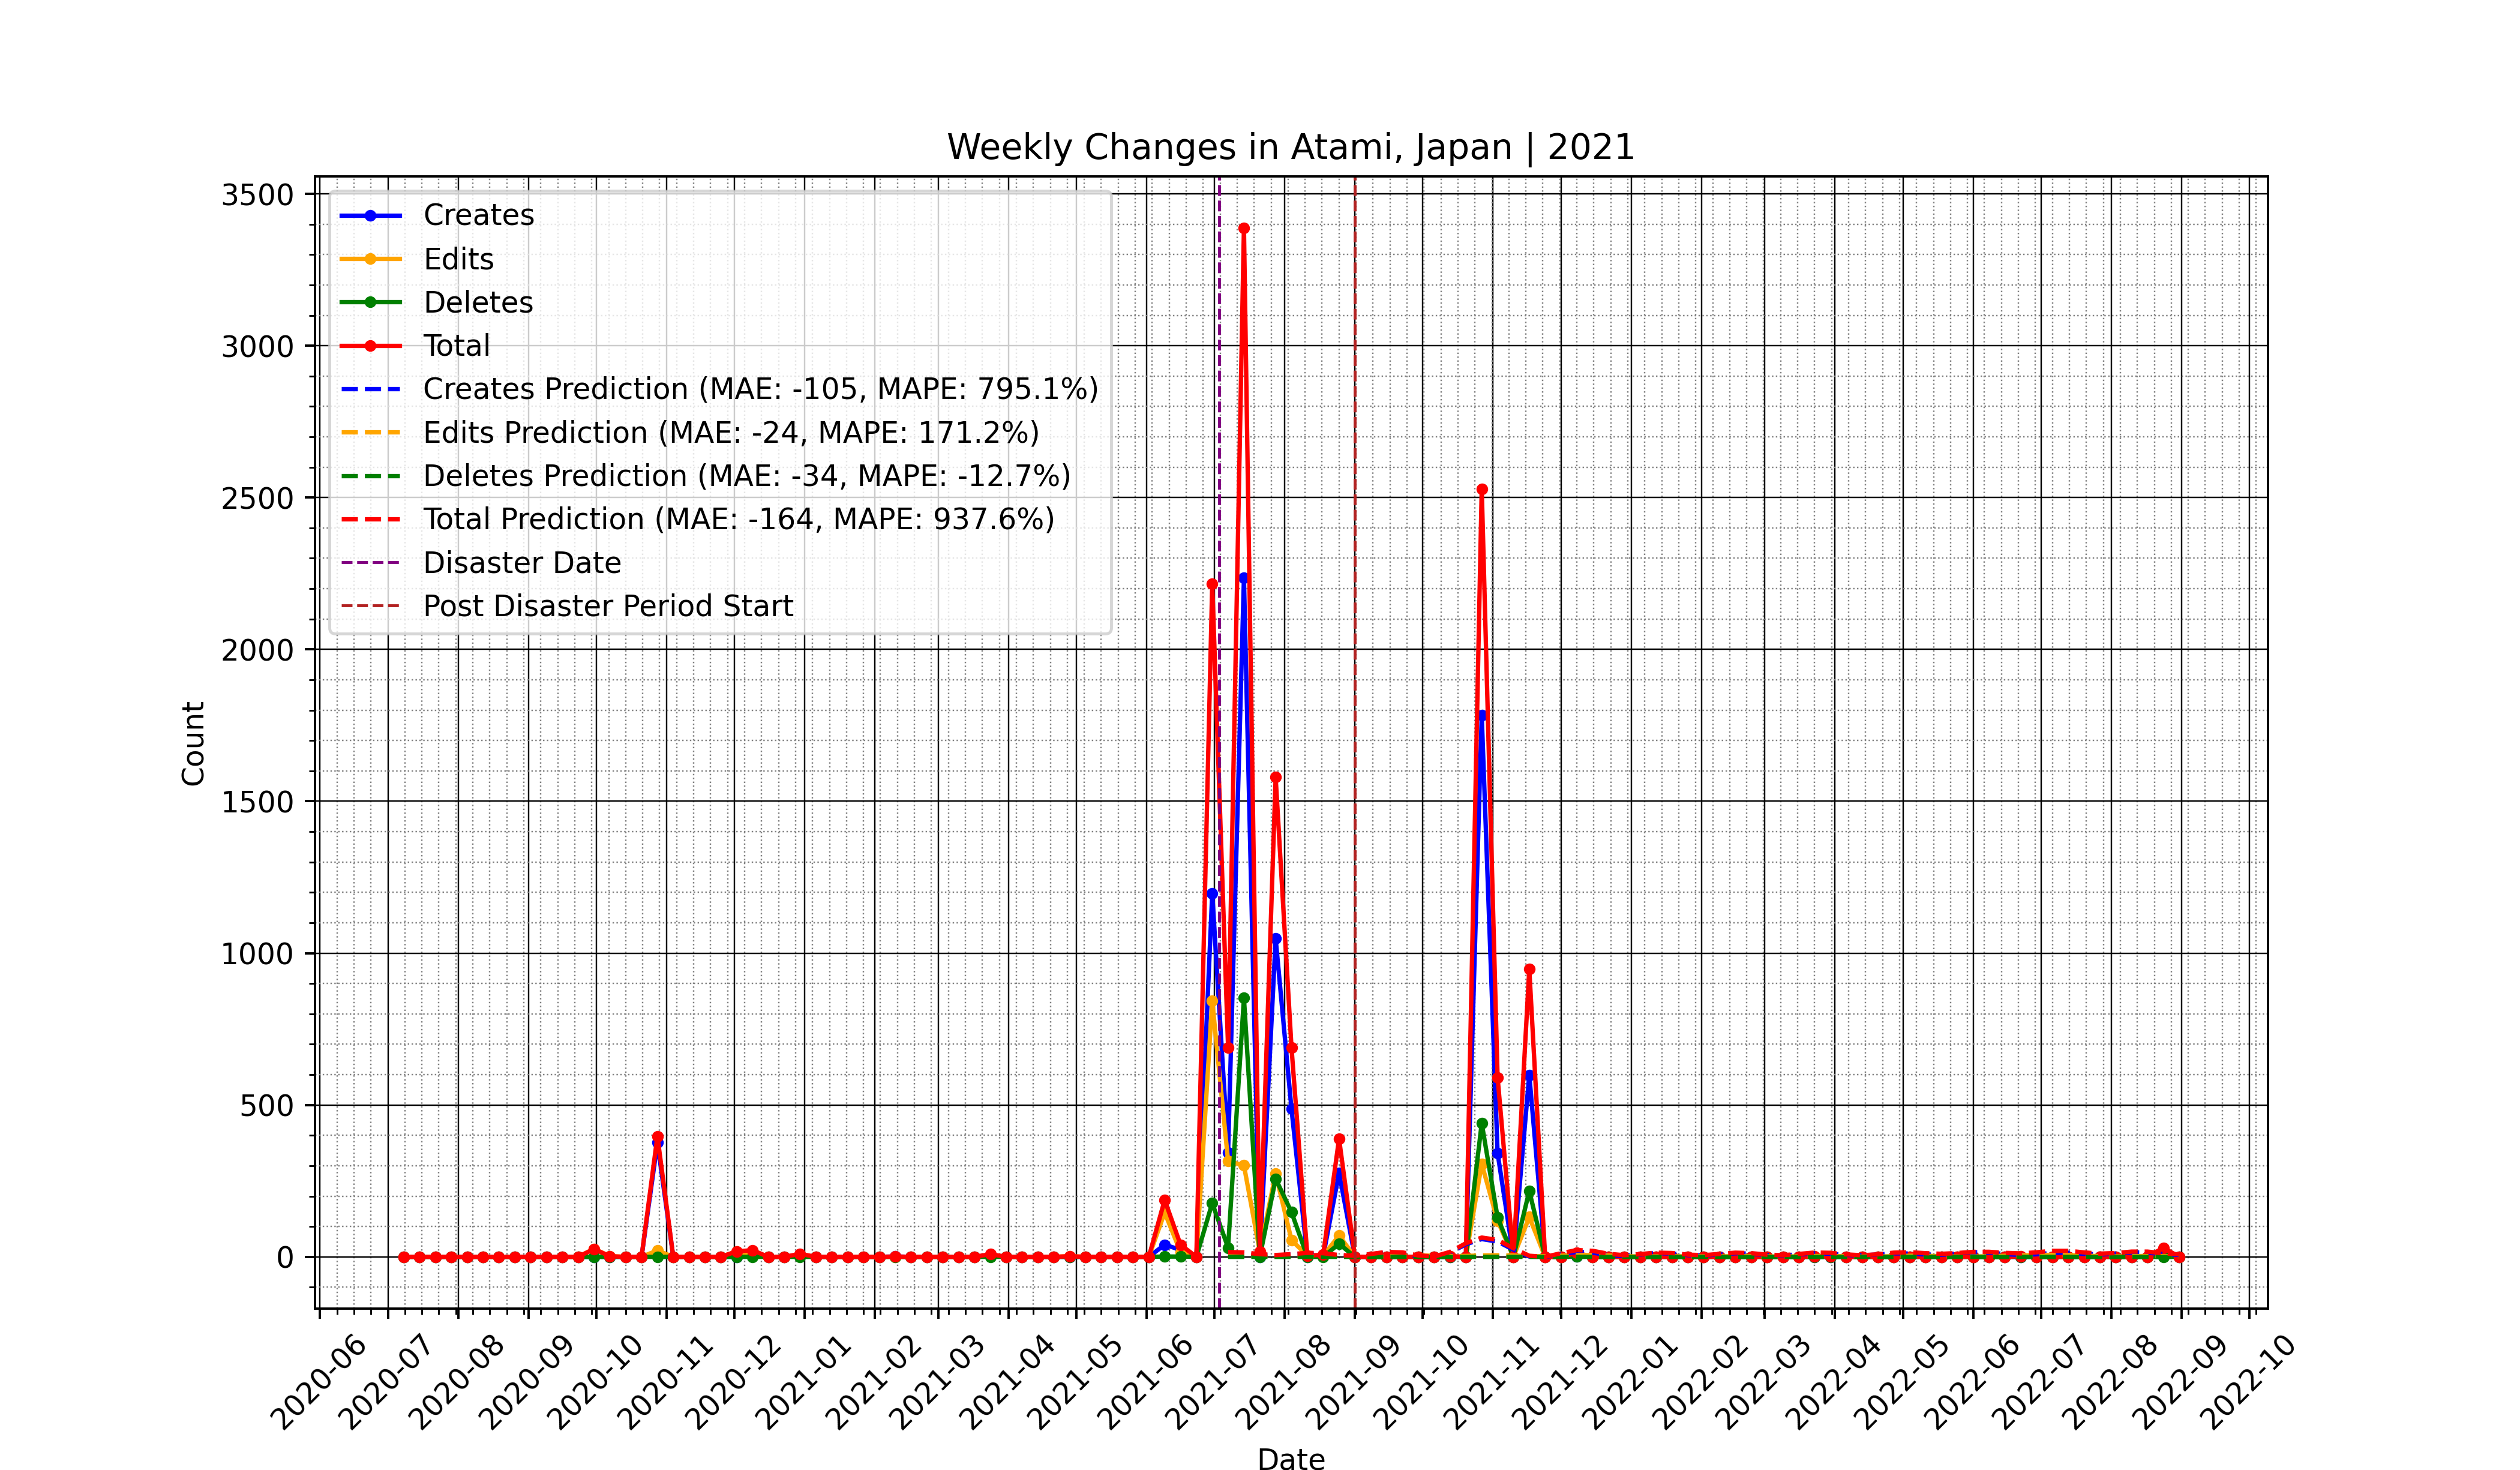 Weekly Changes in Atami, Japan | 2021
3500
3000
2500
2000
1500
1000
500
0
Count
Creates
Edits
Deletes
Total
Creates Prediction (MAE: -105, MAPE: 795.1%)
Edits Prediction (MAE: -24, MAPE: 171.2%)
Deletes Prediction (MAE: -34, MAPE: -12.7%)
Total Prediction (MAE: -164, MAPE: 937.6%)
Disaster Date
Post Disaster Period Start
2020-06
2020-07
2020-08
2020-09
2020-10
2020-11
2020-12
2021-01
2021-02
2021-03
2021-04
2021-05
2021-06
2021-07
2021-08
2021-09
2021-10
2021-11
2021-12
2022-01
2022-02
2022-03
2022-04
2022-05
2022-06
2022-07
2022-08
2022-09
2022-10
Date